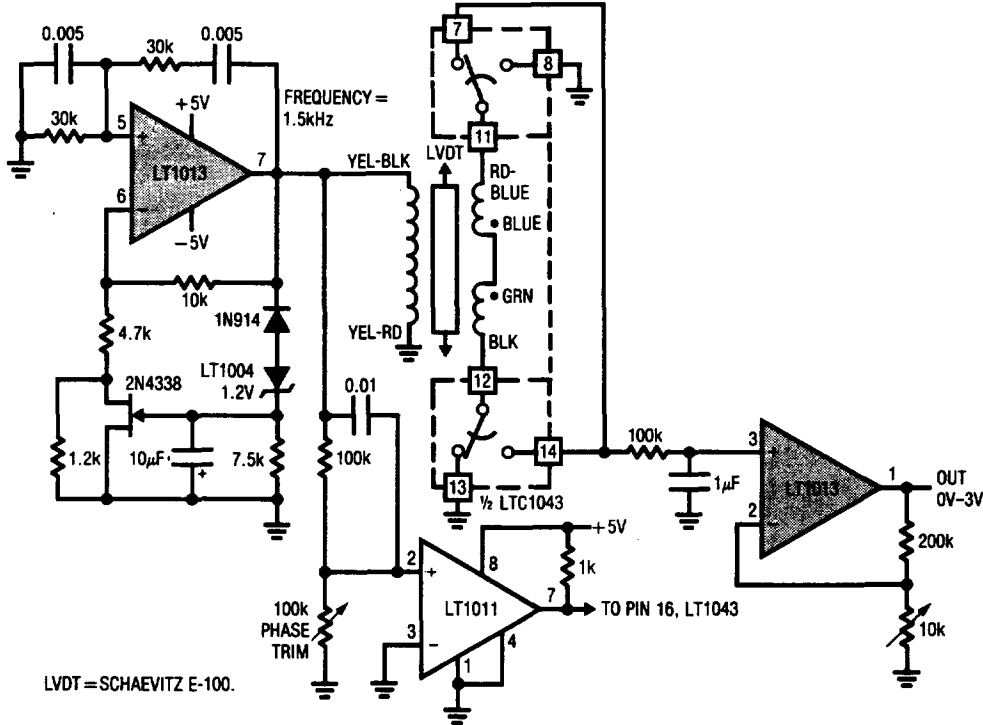 0.005
30k
0.005
30k
+5V
5
+
LT1013
7
6
−
−5V
FREQUENCY =
1.5kHz
10k
1N914
4.7k
LT1004
1.2V
2N4338
1.2k
10µF
+
7.5k
YEL-BLK
YEL-RD
LVDT
7
8
11
RD-
BLUE
BLUE
GRN
BLK
12
14
13
½ LTC1043
0.01
100k
100k
PHASE
TRIM
2
+
3
−
LT1011
8
+5V
1k
7
4
1
TO PIN 16, LT1043
100k
1µF
3
+
LT1013
2
−
1
OUT
0V-3V
200k
10k
LVDT = SCHAEVITZ E-100.